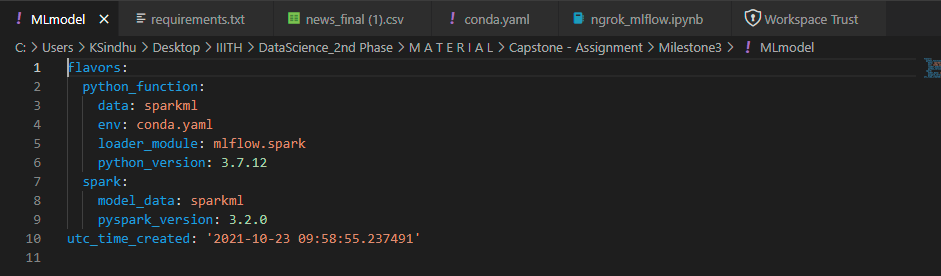 ! MLmodel × requirements.txt news_final (1).csv ! conda.yaml ngrok_mlflow.ipynb Workspace Trust
C: > Users > KSindhu > Desktop > IIITH > DataScience_2nd Phase > M A T E R I A L > Capstone - Assignment > Milestone3 > ! MLmodel
1 flavors:
2 python_function:
3 data: sparkml
4 env: conda.yaml
5 loader_module: mlflow.spark
6 python_version: 3.7.12
7 spark:
8 model_data: sparkml
9 pyspark_version: 3.2.0
10 utc_time_created: '2021-10-23 09:58:55.237491'
11